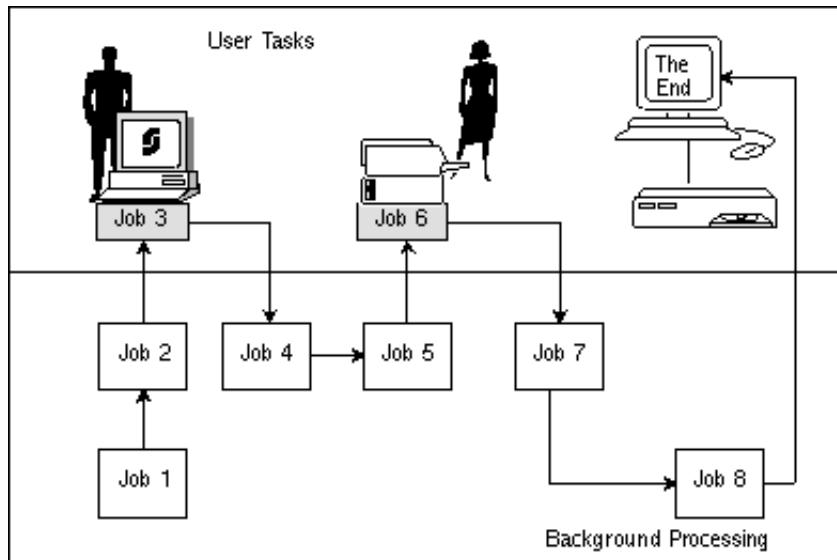 User Tasks
The
End
Job 3
Job 6
Job 2
Job 4
Job 5
Job 7
Job 1
Job 8
Background Processing